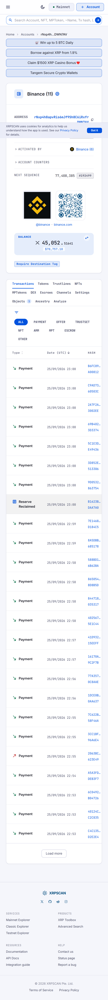 Mainnet
+ Account
Search Account, NFT, MPToken, ~Name, Tx hash, L
Home > Accounts > rNxp4h...DWN7AV
🎰 Win up to 5 BTC Daily
Borrow against XRP from 1.9%
Claim $1500 XRP Casino Bonus❤️
Tangem Secure Crypto Wallets
Binance (11)
ADDRESS rNxp4h8apvRis6mJf9Sh8C6iRxfr
DWN7AV
XRPSCAN uses cookies for analytics to help us
understand how the app is used. See our Privacy Policy
for details.
Got it
> ACTIVATED BY Binance (6)
> ACCOUNT COUNTERS
NEXT SEQUENCE 77,408,385 #192499
@binance · binance.com
BALANCE
45,052.51641
$70,757.18
Require Destination Tag
Transactions Tokens Trustlines NFTs
MPTokens DEX Escrows Channels Settings
Objects 1 Ancestry Analyze
ALL PAYMENT OFFER TRUSTSET
NFT AMM MPT ESCROW
OTHER
Type Date (UTC) HASH
Payment 25/09/2026 23:00 B6FC89…
A00812
Payment 25/09/2026 23:00 C9AD73…
60503C
Payment 25/09/2026 23:00 2A7F2A…
3002EE
Payment 25/09/2026 23:00 69B402…
3D3374
Payment 25/09/2026 23:00 5C1E3D…
E49436
Payment 25/09/2026 23:00 3D852E…
513386
Payment 25/09/2026 23:00 9D0532…
863754
Reserve
Reclaimed 25/09/2026 23:00 B1623B…
DAA7A0
Payment 25/09/2026 22:59 7E1468…
D184C5
Payment 25/09/2026 22:59 8A5DBB…
685178
Payment 25/09/2026 22:58 588BD1…
6B62BA
Payment 25/09/2026 22:58 865054…
8D8B5D
Payment 25/09/2026 22:58 844718…
035317
Payment 25/09/2026 22:58 402567…
5E1C44
Payment 25/09/2026 22:57 41D932…
15EEFF
Payment 25/09/2026 22:57 16170A…
9C2F7B
Payment 25/09/2026 22:56 77A357…
0C8AAE
Payment 25/09/2026 22:56 1DCE0B…
0AA637
Payment 25/09/2026 22:55 7C622B…
58F46A
Payment 25/09/2026 22:55 3CC1BF…
96A6E4
Payment 25/09/2026 22:55 2063BC…
623E49
Payment 25/09/2026 22:54 A5A3FD…
DEB3F7
Payment 25/09/2026 22:53 6C0492…
B04726
Payment 25/09/2026 22:53 40124C…
C2C835
Payment 25/09/2026 22:53 C4C135…
D2E2E4
Load more
XRPSCAN
SERVICES PRODUCTS
Mainnet Explorer XRP Toolbox
Classic Explorer Advanced Search
Testnet Explorer
RESOURCES HELP
Documentation Contact us
API Docs Status page
Integration guide Report a bug
© 2026 XRPSCAN Pte. Ltd.
Terms of Service Privacy Policy